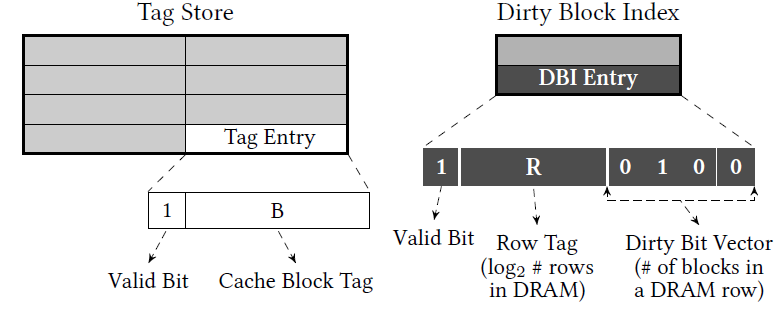 Tag Store
Dirty Block Index
DBI Entry
Tag Entry
1 R 0 1 0 0
1 B
Valid Bit
Row Tag
(log₂ # rows
in DRAM)
Dirty Bit Vector
(# of blocks in
a DRAM row)
Valid Bit
Cache Block Tag